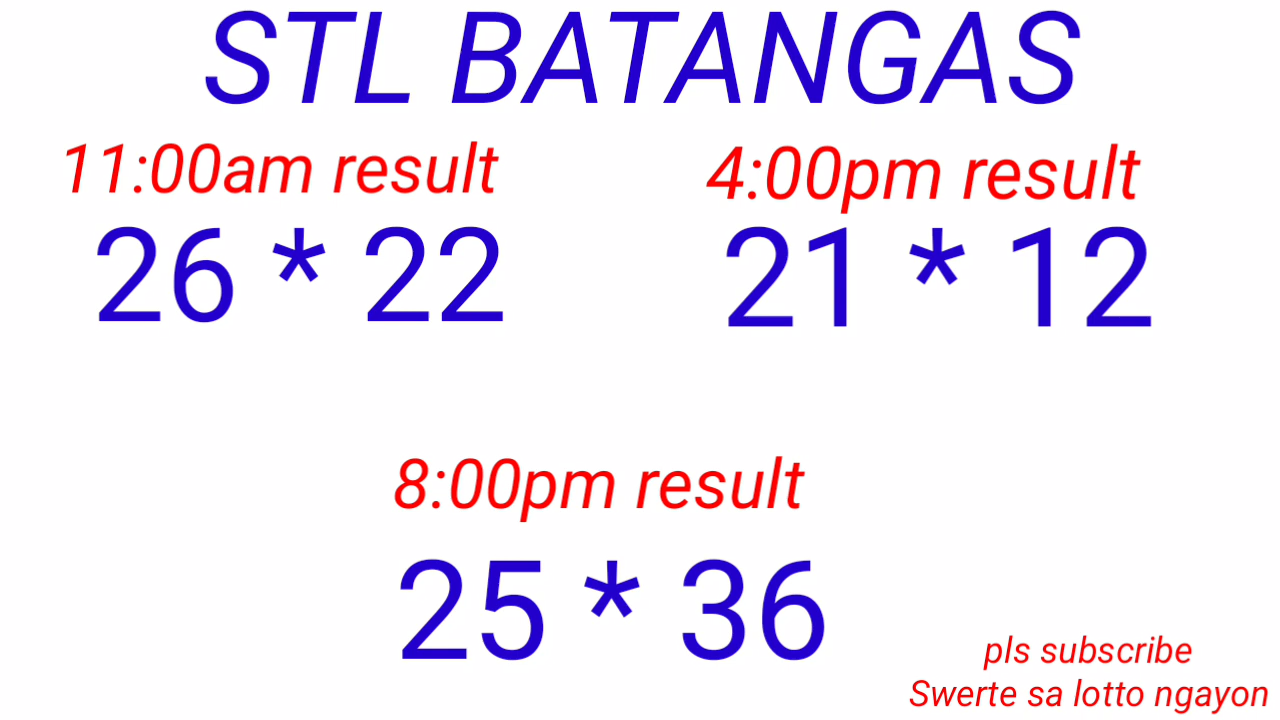 STL BATANGAS
11:00am result
26 * 22
4:00pm result
21 * 12
8:00pm result
25 * 36
pls subscribe
Swerte sa lotto ngayon